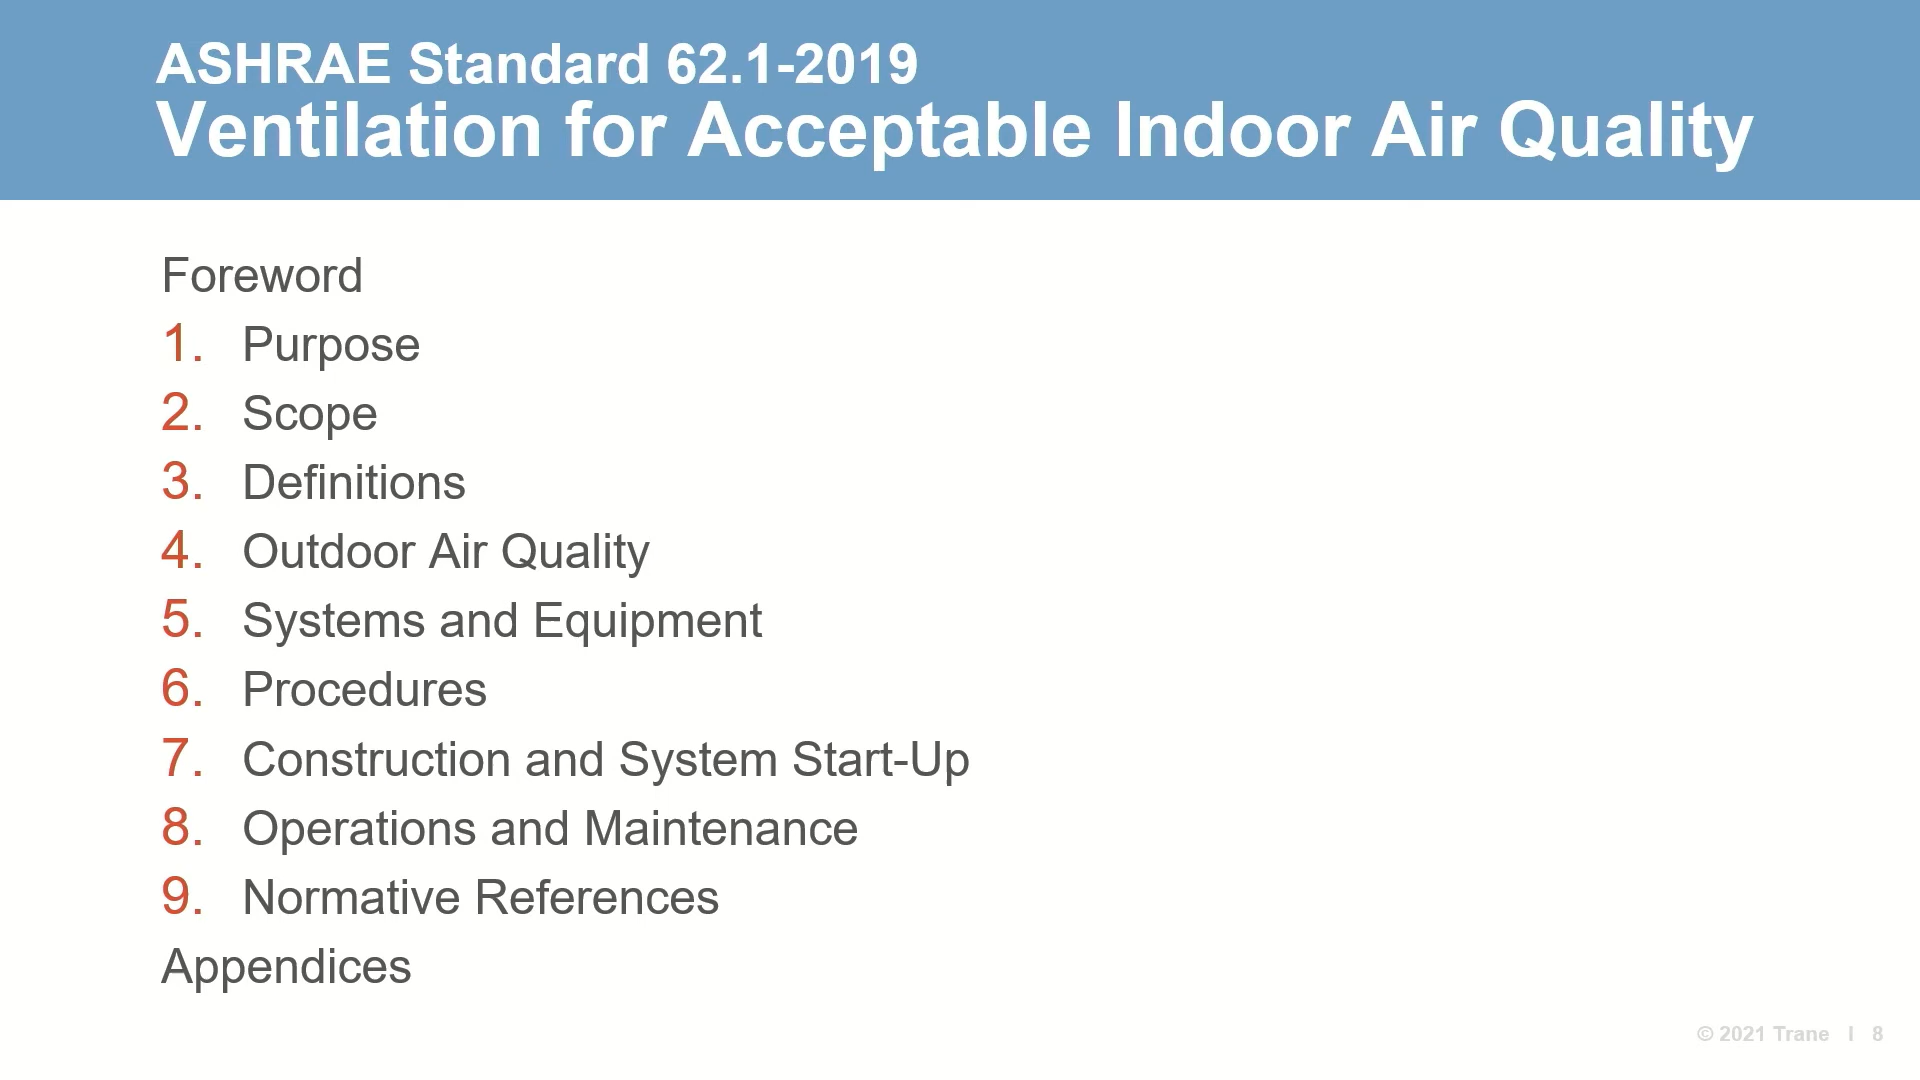 ASHRAE Standard 62.1-2019
Ventilation for Acceptable Indoor Air Quality
Foreword
1. Purpose
2. Scope
3. Definitions
4. Outdoor Air Quality
5. Systems and Equipment
6. Procedures
7. Construction and System Start-Up
8. Operations and Maintenance
9. Normative References
Appendices
© 2021 Trane I 8